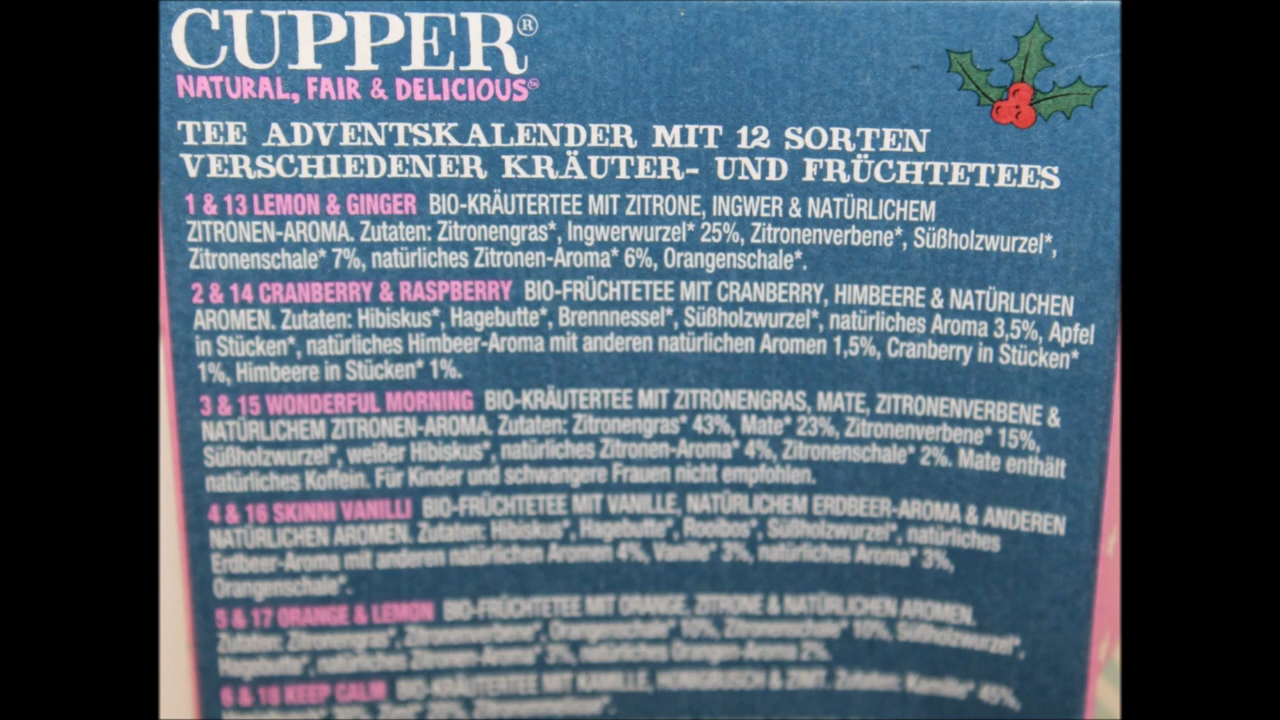 CUPPER®
NATURAL, FAIR & DELICIOUS
TEE ADVENTSKALENDER MIT 12 SORTEN
VERSCHIEDENER KRÄUTER- UND FRÜCHTETEES
1 & 13 LEMON & GINGER BIO-KRÄUTERTEE MIT ZITRONE, INGWER & NATÜRLICHEM
ZITRONEN-AROMA. Zutaten: Zitronengras*, Ingwerwurzel* 25%, Zitronenverbene*, Süßholzwurzel*,
Zitronenschale* 7%, natürliches Zitronen-Aroma* 6%, Orangenschale*.
2 & 14 CRANBERRY & RASPBERRY BIO-FRÜCHTETEE MIT CRANBERRY, HIMBEERE & NATÜRLICHEN
AROMEN. Zutaten: Hibiskus*, Hagebutte*, Brennnessel*, Süßholzwurzel*, natürliches Aroma 3,5%, Apfel
in Stücken*, natürliches Himbeer-Aroma mit anderen natürlichen Aromen 1,5%, Cranberry in Stücken*
1%, Himbeere in Stücken* 1%.
3 & 15 WONDERFUL MORNING BIO-KRÄUTERTEE MIT ZITRONENGRAS, MATE, ZITRONENVERBENE &
NATÜRLICHEM ZITRONEN-AROMA. Zutaten: Zitronengras* 43%, Mate* 23%, Zitronenverbene* 15%,
Süßholzwurzel*, weißer Hibiskus*, natürliches Zitronen-Aroma* 4%, Zitronenschale* 2%. Mate enthält
natürliches Koffein. Für Kinder und schwangere Frauen nicht empfohlen.
4 & 16 SKINNI VANILLI BIO-FRÜCHTETEE MIT VANILLE, NATÜRLICHEM ERDBEER-AROMA & ANDEREN
NATÜRLICHEN AROMEN. Zutaten: Hibiskus*, Hagebutte*, Rooibos*, Süßholzwurzel*, natürliches
Erdbeer-Aroma mit anderen natürlichen Aromen 4%, Vanille* 3%, natürliches Aroma* 3%,
Orangenschale*.
5 & 17 ORANGE & LEMON BIO-FRÜCHTETEE MIT ORANGE, ZITRONE & NATÜRLICHEN AROMEN.
Zutaten: Zitronengras*, Zitronenverbene*, Orangenschale* 10%, Zitronenschale* 10%, Süßholzwurzel*,
Hagebutte*, natürliches Zitronen-Aroma* 3%, natürliches Orangen-Aroma 2%.
6 & 18 KEEP CALM BIO-KRÄUTERTEE MIT KAMILLE, HONIGBUSCH & ZIMT. Zutaten: Kamille* 45%,